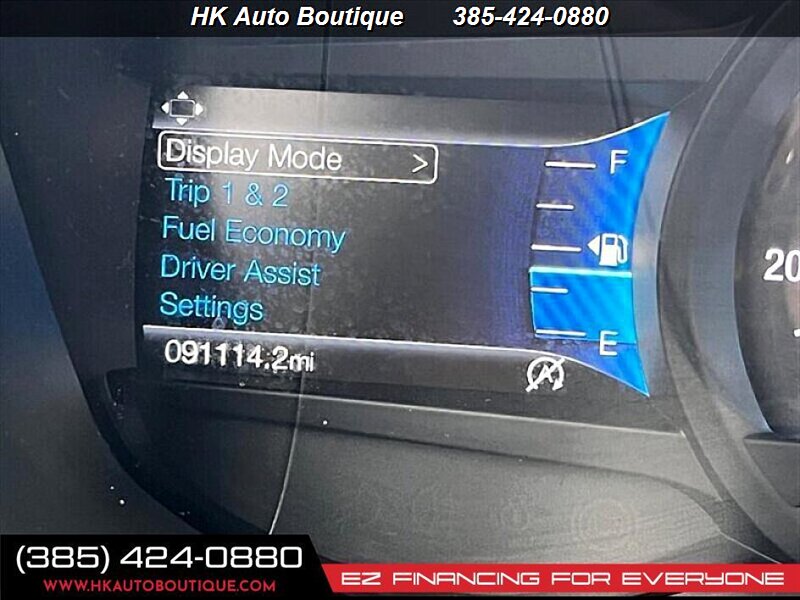 HK Auto Boutique 385-424-0880
Display Mode >
Trip 1 & 2
Fuel Economy
Driver Assist
Settings
091114.2mi
F
E
A
20
(385) 424-0880
WWW.HKAUTOBOUTIQUE.COM
EZ FINANCING FOR EVERYONE